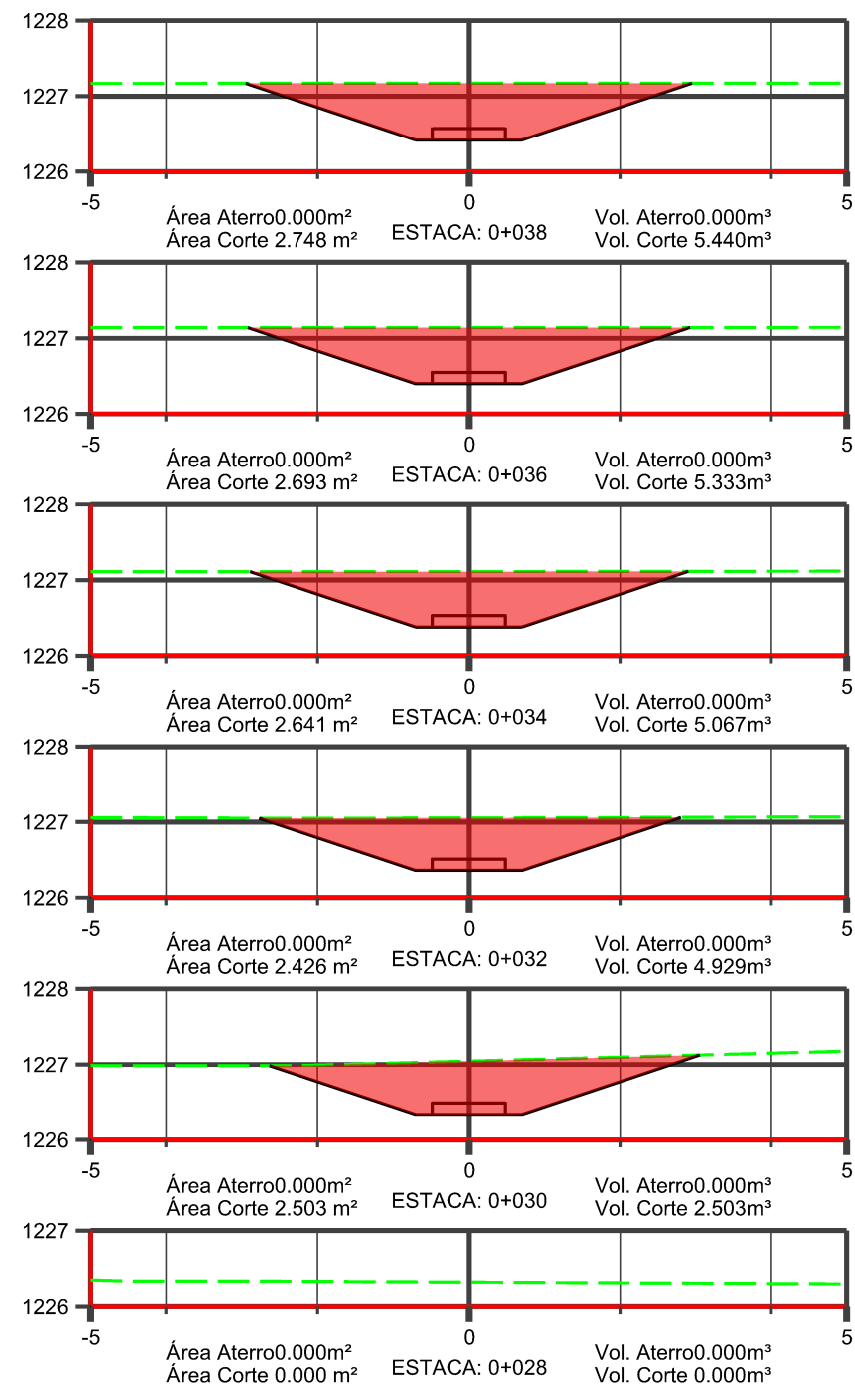 1228
1227
1226
-5 0 5
Área Aterro0.000m² Vol. Aterro0.000m³
ESTACA: 0+038
Área Corte 2.748 m² Vol. Corte 5.440m³
1228
1227
1226
-5 0 5
Área Aterro0.000m² Vol. Aterro0.000m³
ESTACA: 0+036
Área Corte 2.693 m² Vol. Corte 5.333m³
1228
1227
1226
-5 0 5
Área Aterro0.000m² Vol. Aterro0.000m³
ESTACA: 0+034
Área Corte 2.641 m² Vol. Corte 5.067m³
1228
1227
1226
-5 0 5
Área Aterro0.000m² Vol. Aterro0.000m³
ESTACA: 0+032
Área Corte 2.426 m² Vol. Corte 4.929m³
1228
1227
1226
-5 0 5
Área Aterro0.000m² Vol. Aterro0.000m³
ESTACA: 0+030
Área Corte 2.503 m² Vol. Corte 2.503m³
1227
1226
-5 0 5
Área Aterro0.000m² Vol. Aterro0.000m³
ESTACA: 0+028
Área Corte 0.000 m² Vol. Corte 0.000m³